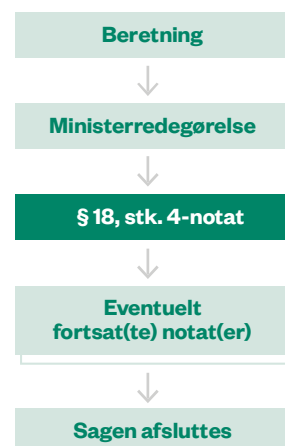 Beretning
Ministerredegørelse
§ 18, stk. 4-notat
Eventuelt
fortsat(te) notat(er)
Sagen afsluttes